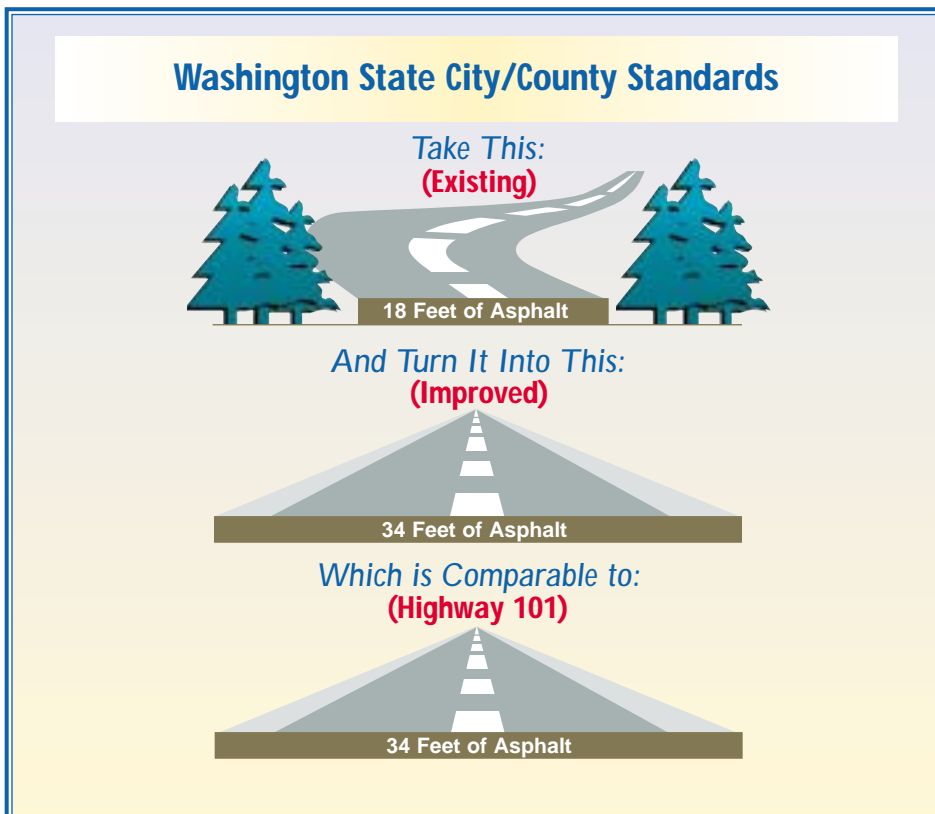 Washington State City/County Standards
Take This:
(Existing)
18 Feet of Asphalt
And Turn It Into This:
(Improved)
34 Feet of Asphalt
Which is Comparable to:
(Highway 101)
34 Feet of Asphalt